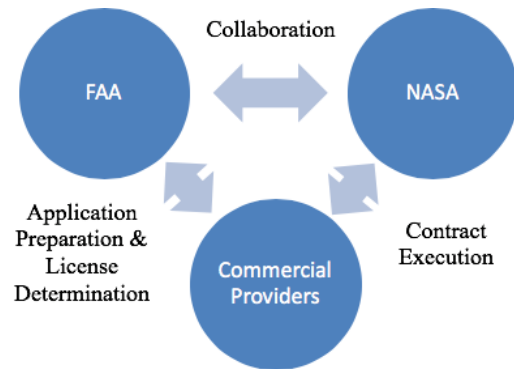 Collaboration
FAA
NASA
Application
Preparation &
License
Determination
Contract
Execution
Commercial
Providers